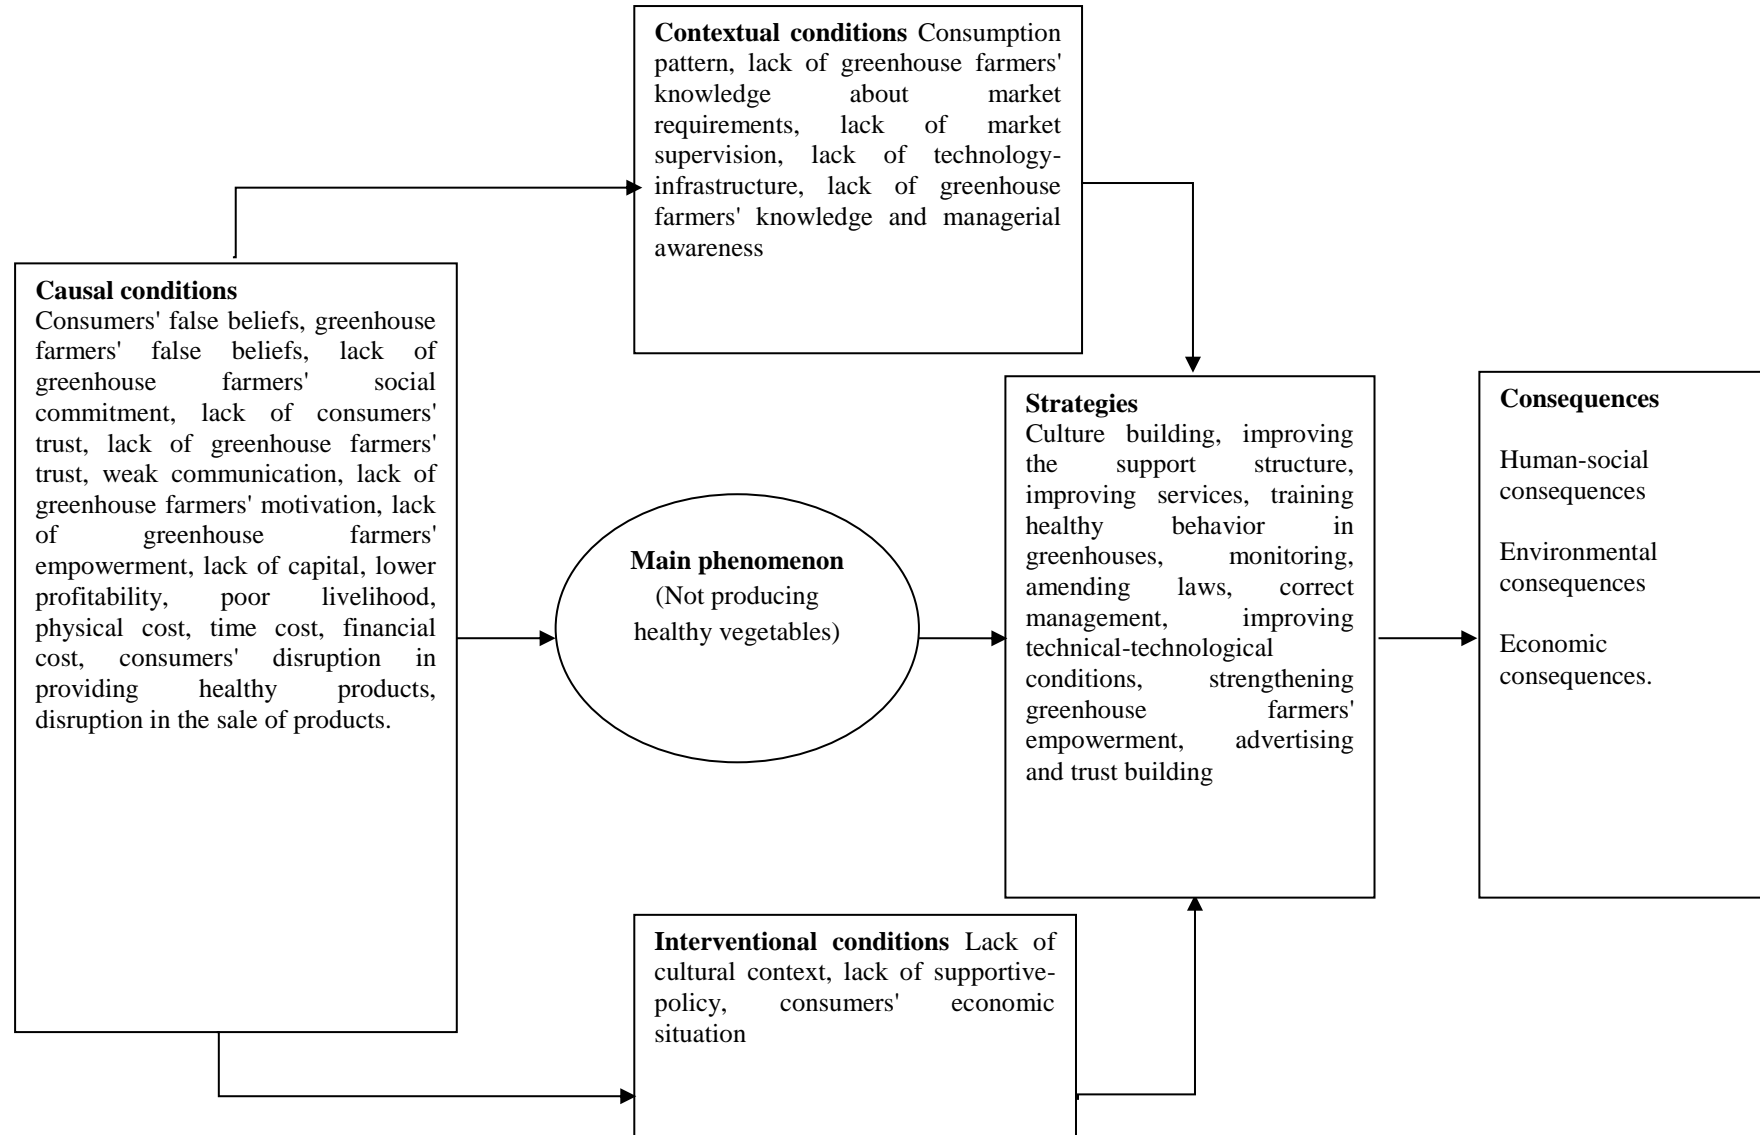 Contextual conditions Consumption
pattern, lack of greenhouse farmers'
knowledge about market
requirements, lack of market
supervision, lack of technology-
infrastructure, lack of greenhouse
farmers' knowledge and managerial
awareness
Causal conditions
Consumers' false beliefs, greenhouse
farmers' false beliefs, lack of
greenhouse farmers' social
commitment, lack of consumers'
trust, lack of greenhouse farmers'
trust, weak communication, lack of
greenhouse farmers' motivation, lack
of greenhouse farmers'
empowerment, lack of capital, lower
profitability, poor livelihood,
physical cost, time cost, financial
cost, consumers' disruption in
providing healthy products,
disruption in the sale of products.
Main phenomenon
(Not producing
healthy vegetables)
Strategies
Culture building, improving
the support structure,
improving services, training
healthy behavior in
greenhouses, monitoring,
amending laws, correct
management, improving
technical-technological
conditions, strengthening
greenhouse farmers'
empowerment, advertising
and trust building
Consequences
Human-social
consequences
Environmental
consequences
Economic
consequences.
Interventional conditions Lack of
cultural context, lack of supportive-
policy, consumers' economic
situation